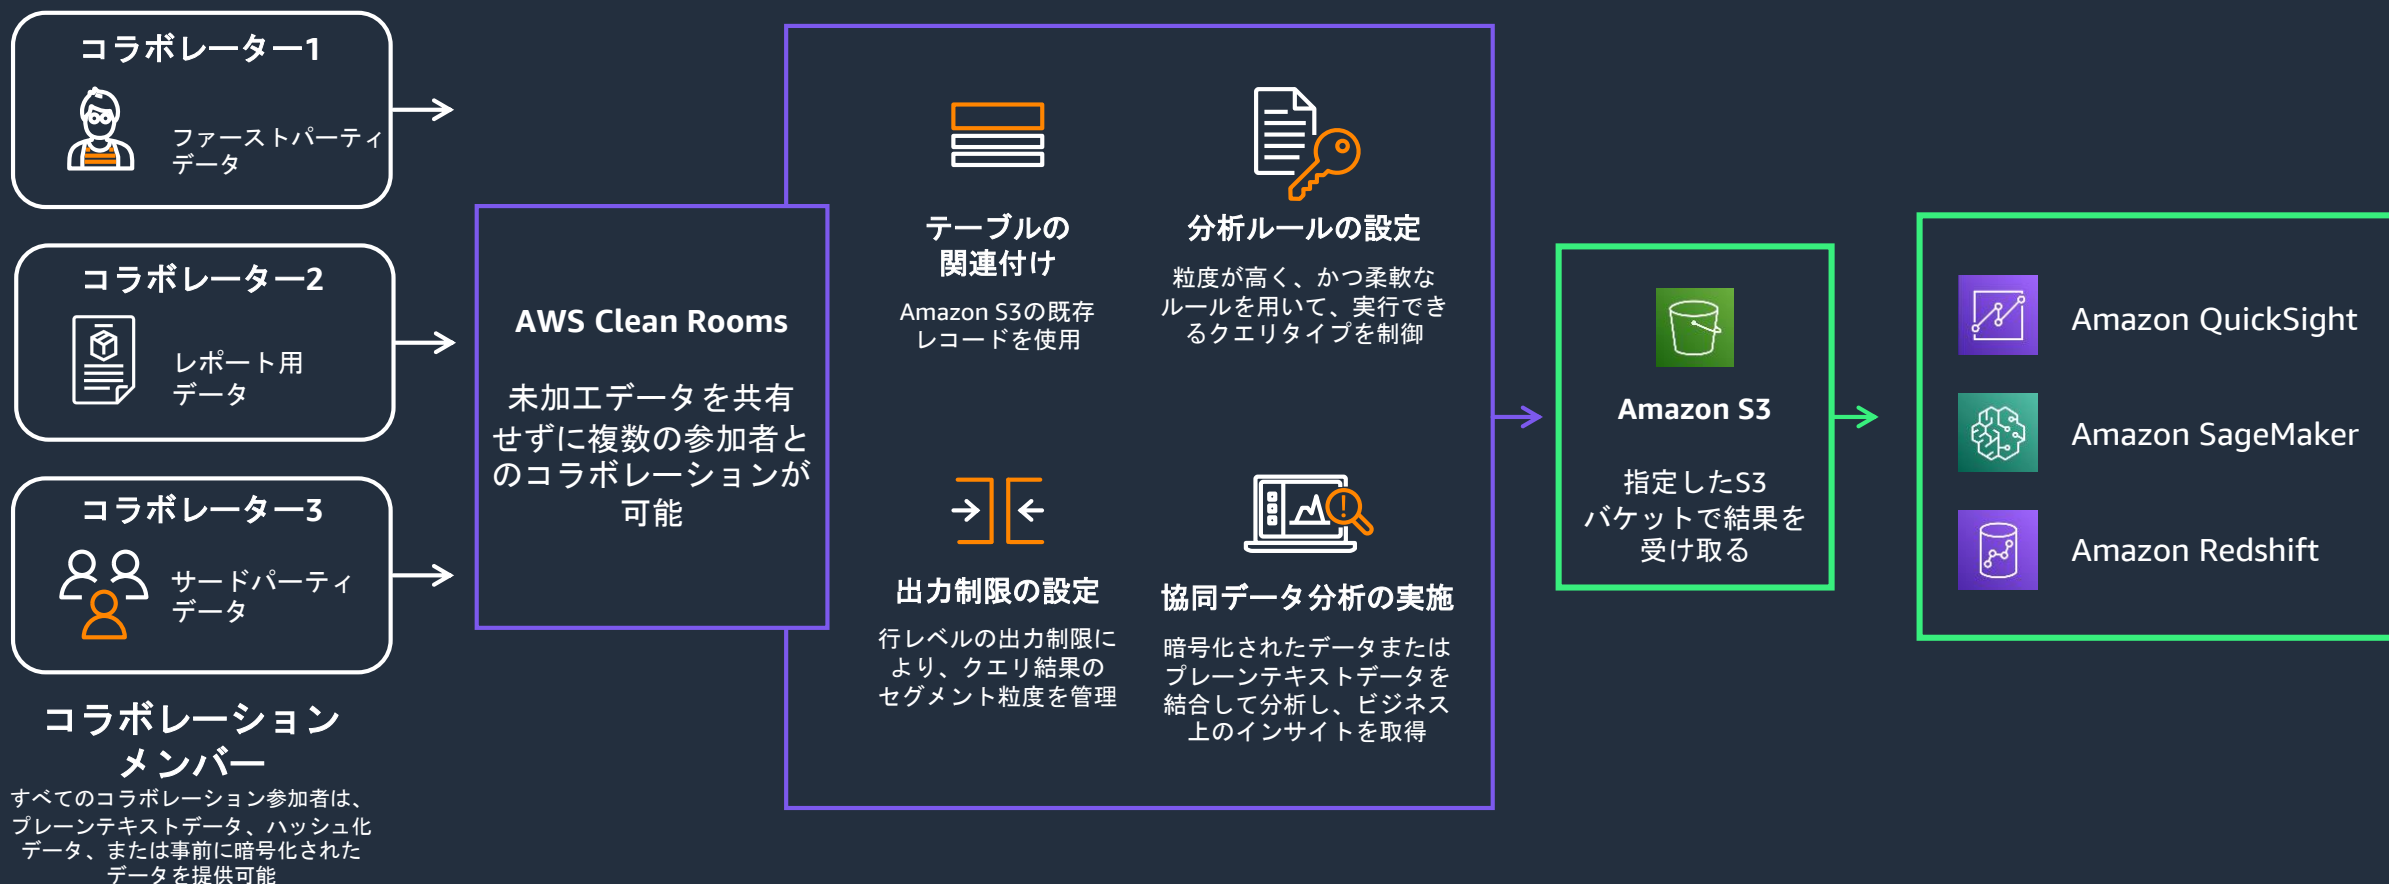 コラボレーター1
ファーストパーティ
データ
コラボレーター2
レポート用
データ
コラボレーター3
サードパーティ
データ
コラボレーション
メンバー
すべてのコラボレーション参加者は、
プレーンテキストデータ、ハッシュ化
データ、または事前に暗号化された
データを提供可能
AWS Clean Rooms
未加工データを共有
せずに複数の参加者と
のコラボレーションが
可能
テーブルの
関連付け
Amazon S3の既存
レコードを使用
分析ルールの設定
粒度が高く、かつ柔軟な
ルールを用いて、実行でき
るクエリタイプを制御
出力制限の設定
行レベルの出力制限に
より、クエリ結果の
セグメント粒度を管理
協同データ分析の実施
暗号化されたデータまたは
プレーンテキストデータを
結合して分析し、ビジネス
上のインサイトを取得
Amazon S3
指定したS3
バケットで結果を
受け取る
Amazon QuickSight
Amazon SageMaker
Amazon Redshift